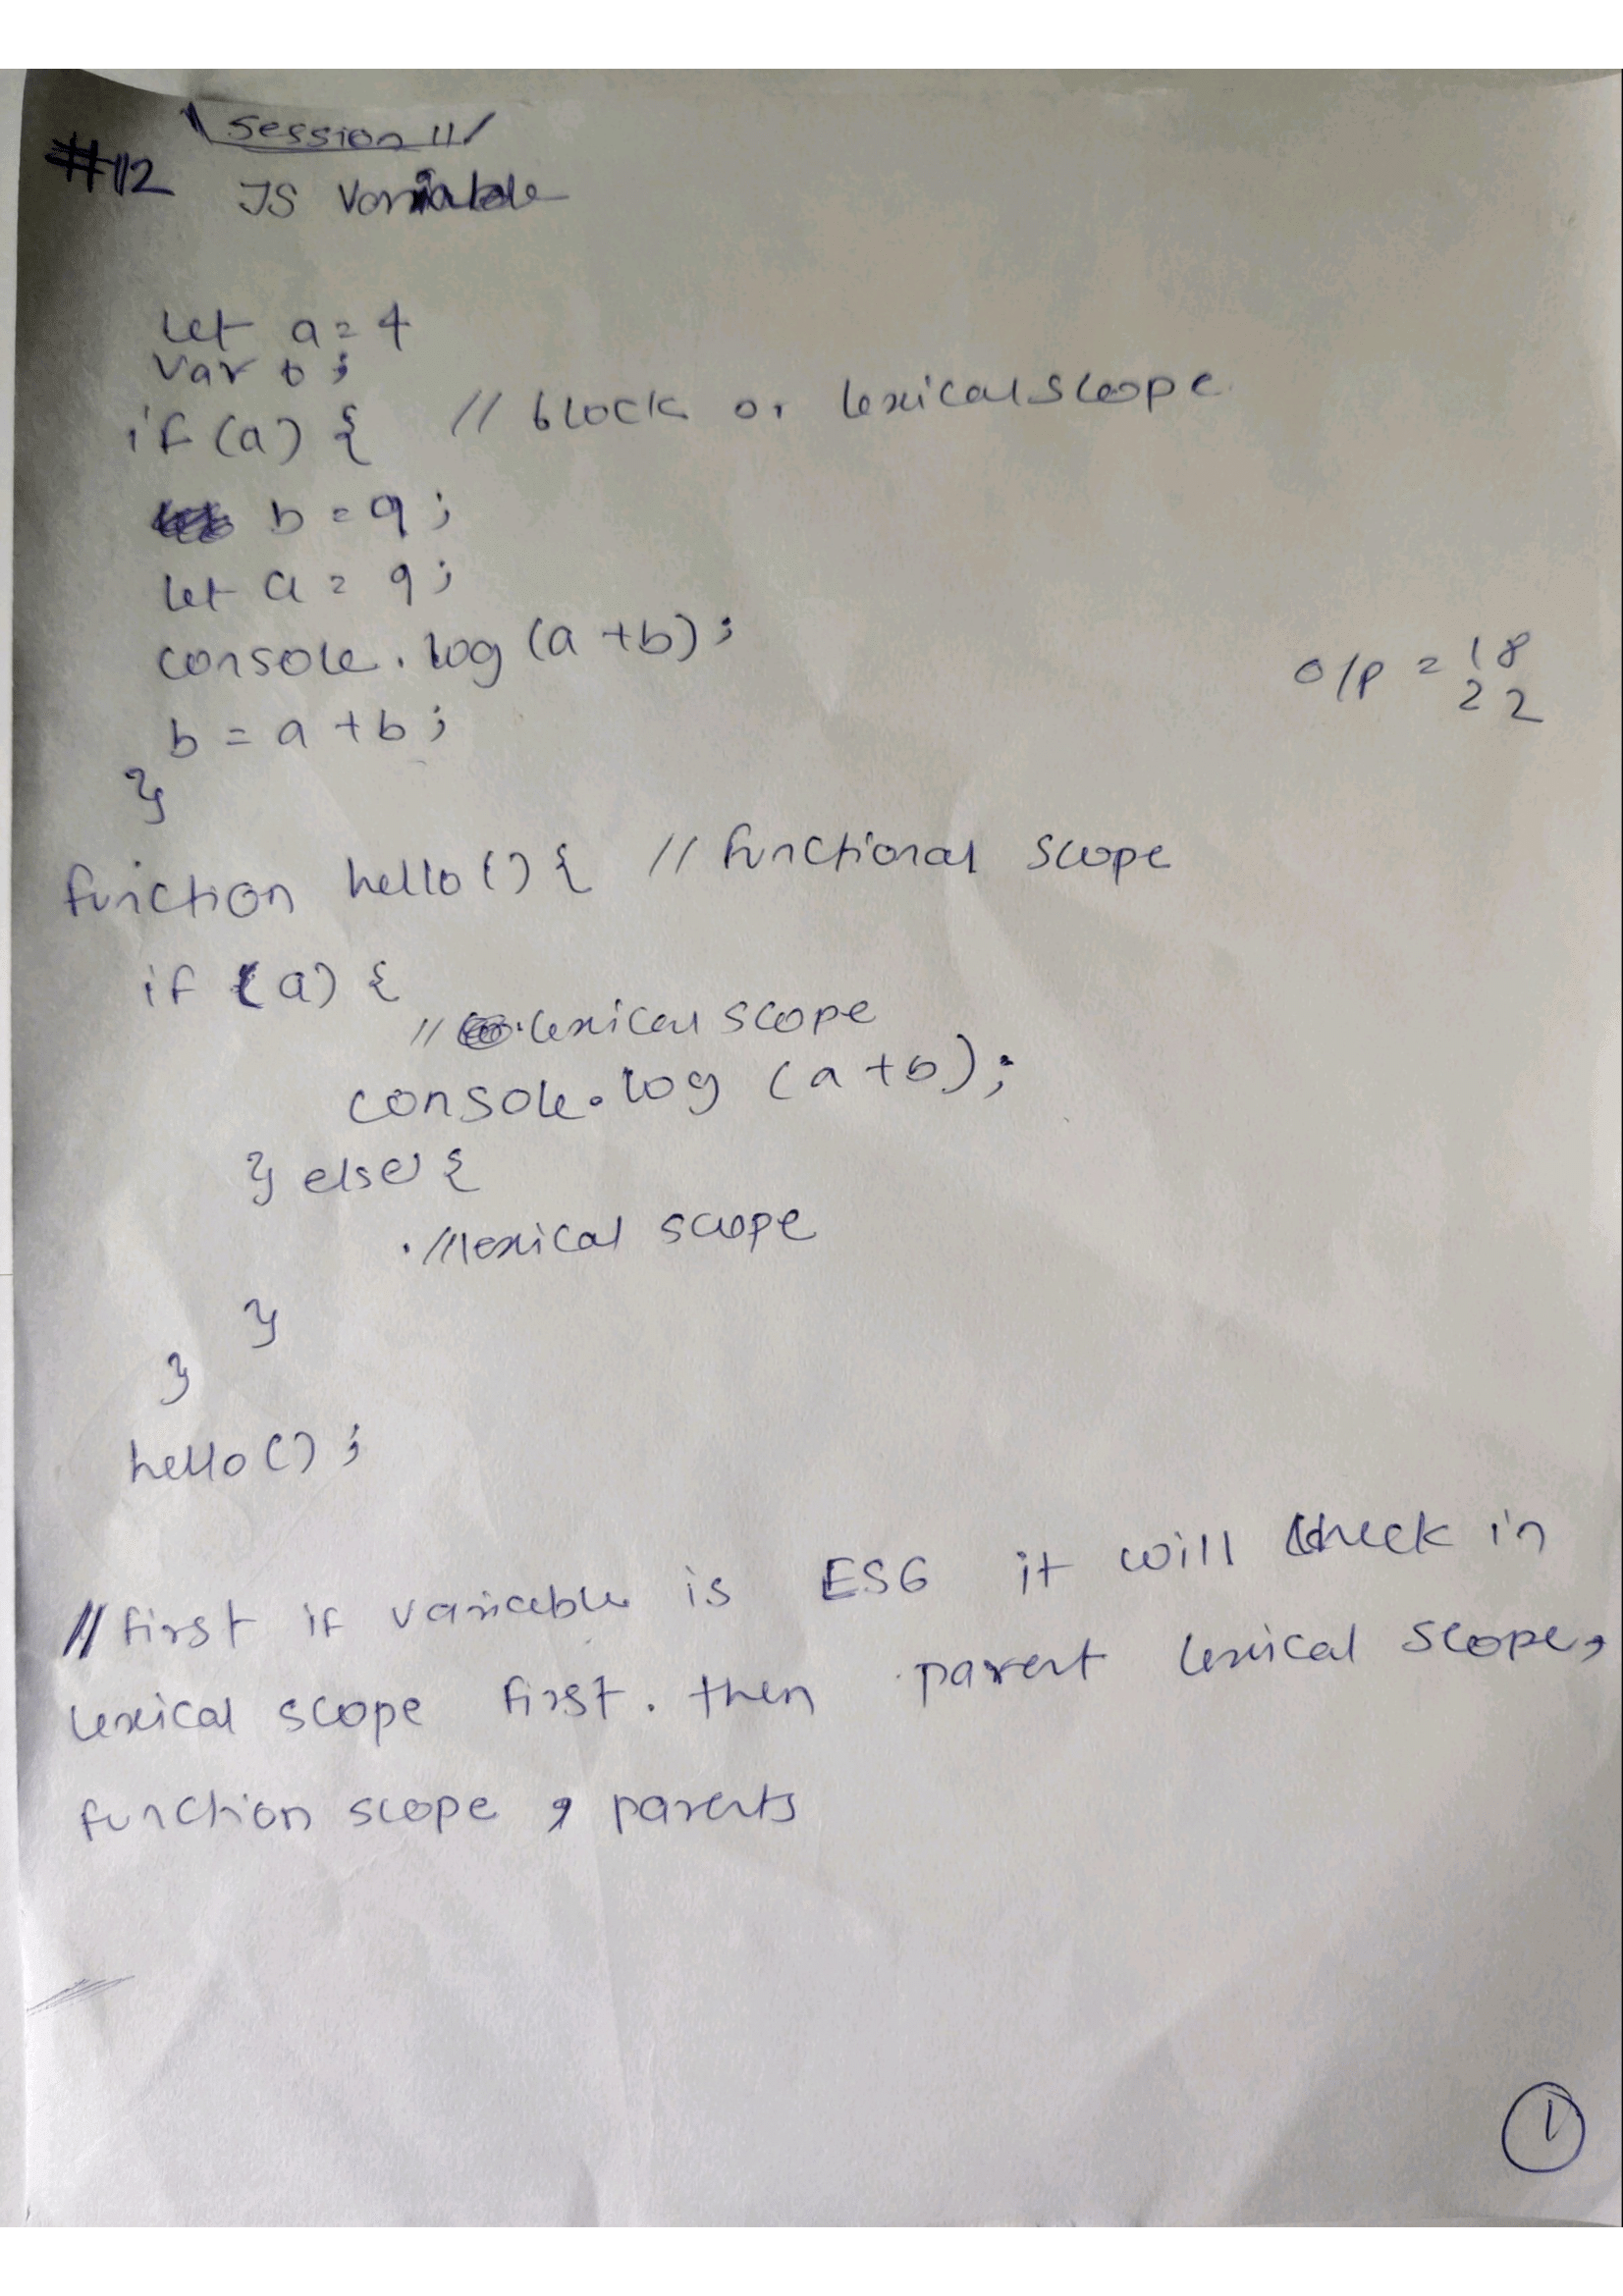 Session 11
#12 JS Variable
let a = 4
var b;
if (a) { // block or lexical scope
b = 9;
let a = 9;
console.log (a + b);
o/p = 18
22
b = a + b;
}
function hello () { // functional scope
if (a) {
// lexical scope
console.log (a + b);
} else {
// lexical scope
}
}
hello ();
// first if variable is ES6 it will check in
lexical scope first. then parent lexical scope,
function scope, parents
1